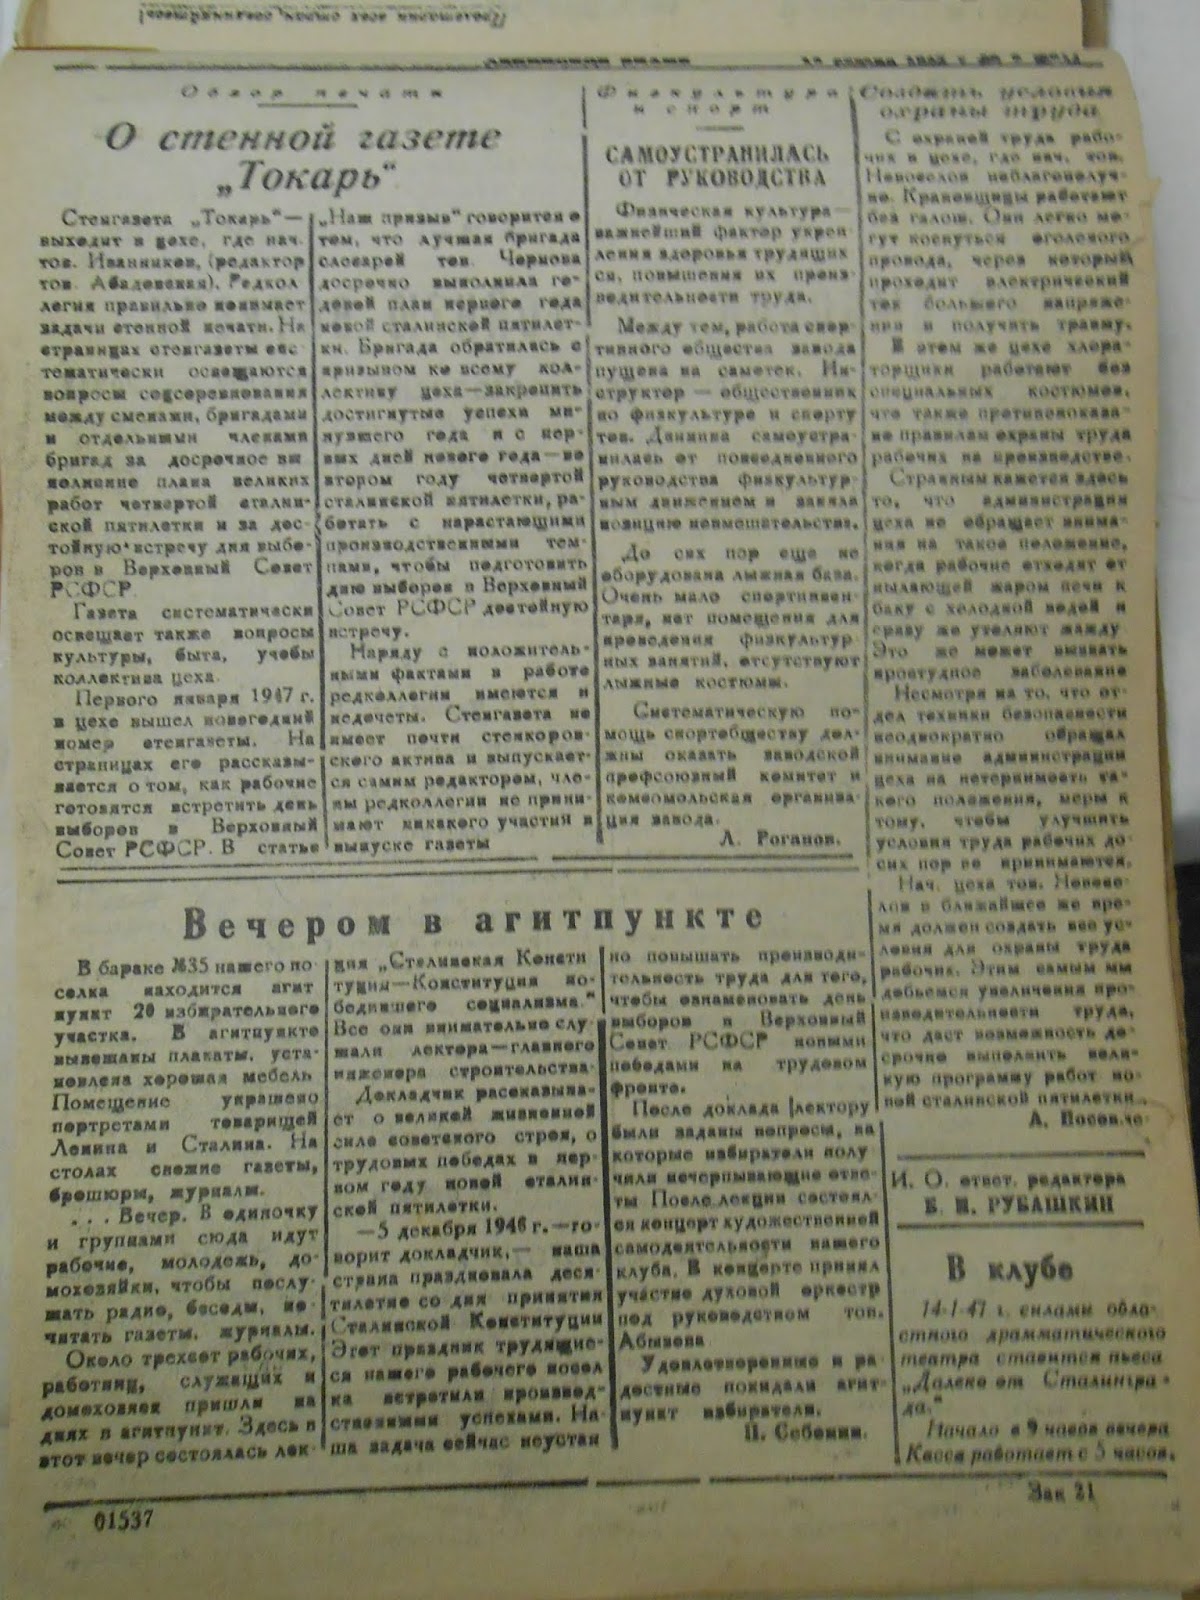 Обзор печати
О стенной газете
„Токарь"
Стенгазета „Токарь"—
выходит в цехе, где нач.
тов. Иванников, (редактор
тов. Абадовская). Редкол
легия правильно понимает
задачи стенной печати. На
страницах стенгазеты сис-
тематически освещаются
вопросы соцсоревнования
между сменами, бригадами
и отдельными членами
бригад за досрочное вы
полнение плана великих
работ четвертой сталин-
ской пятилетки и за дос-
тойную встречу дня выбо-
ров в Верховный Совет
РСФСР.
Газета систематически
освещает также вопросы
культуры, быта, учебы
коллектива цеха.
Первого января 1947 г.
в цехе вышел новогодний
номер стенгазеты. На
страницах его рассказы-
вается о том, как рабочие
готовятся встретить день
выборов в Верховный
Совет РСФСР. В статье
„Наш призыв" говорится о
том, что лучшая бригада
слесарей тов. Чернова
досрочно выполнила го-
довой план первого года
новой сталинской пятилет-
ки. Бригада обратилась с
призывом ко всему кол-
лективу цеха—закрепить
достигнутые успехи ми-
нувшего года и с пер-
вых дней нового года—во
втором году четвертой
сталинской пятилетки, ра-
ботать с нарастающими
производственными тем-
пами, чтобы подготовить
дню выборов в Верховный
Совет РСФСР достойную
встречу.
Наряду с положитель-
ными фактами в работе
редколлегии имеются и
недочеты. Стенгазета не
имеет почти стенкоров-
ского актива и выпускает-
ся самим редактором, чле-
ны редколлегии не прини-
мают никакого участия в
выпуске газеты
Физкультура
и спорт
САМОУСТРАНИЛАСЬ
ОТ РУКОВОДСТВА
Физическая культура—
важнейший фактор укреп-
ления здоровья трудящих
ся, повышения их произ-
водительности труда.
Между тем, работа спор-
тивного общества завода
пущена на самотек. Ин-
структор — общественник
по физкультуре и спорту
тов. Данина самоустра-
нилась от повседневного
руководства физкультур-
ным движением и заняла
позицию невмешательства.
До сих пор еще не
оборудована лыжная база.
Очень мало спортинвен-
таря, нет помещения для
проведения физкультур-
ных занятий, отсутствуют
лыжные костюмы.
Систематическую по-
мощь спортобществу дол-
жны оказать заводской
профсоюзный комитет и
комсомольская организа-
ция завода.
Л. Роганов.
Создать условия
охраны труда
С охраной труда рабо-
чих в цехе, где нач. тов.
Новоселов неблагополуч-
но. Крановщицы работают
без галош. Они легко мо-
гут коснуться оголеного
провода, через который
проходит электрический
ток большого напряже-
ния и получить травму.
В этом же цехе хлора-
торщики работают без
специальных костюмов,
что также противопоказа-
но правилам охраны труда
рабочих на производстве.
Странным кажется здесь
то, что администрация
цеха не обращает внима-
ния на такое положение,
когда рабочие отходят от
пылающей жаром печи к
баку с холодной водой и
сразу же утоляют жажду
Это же может вызвать
простудное заболевание
Несмотря на то, что от-
дел техники безопасности
неоднократно обращал
внимание администрации
цеха на нетерпимость та-
кого положения, меры к
тому, чтобы улучшить
условия труда рабочих до-
сих пор не принимаются.
Нач. цеха тов. Новосе-
лов в ближайшее же вре-
мя должен создать все ус-
ловия для охраны труда
рабочих. Этим самым мы
добьемся увеличения про-
изводительности труда,
что даст возможность до-
срочно выполнить вели-
кую программу работ но-
вой сталинской пятилетки.
А.
И. О. ответ. редактора
Б. И. РУБАШКИН
В клубе
14-1-47 г. силами обла-
стного драматического
театра ставится пьеса
„Далеко от Сталингра-
да."
Начало в 9 часов вечера
Касса работает с 5 часов.
Вечером в агитпункте
В бараке №35 нашего по-
селка находится агит
пункт 20 избирательного
участка. В агитпункте
вывешаны плакаты, уста-
новлена хорошая мебель
Помещение украшено
портретами товарищей
Ленина и Сталина. На
столах свежие газеты,
брошюры, журналы.
... Вечер. В одиночку
и группами сюда идут
рабочие, молодежь, до-
мохозяйки, чтобы послу-
шать радио, беседы, по-
читать газеты, журналы.
Около трехсот рабочих,
работниц, служащих и
домохозяек пришли на
днях в агитпункт. Здесь в
этот вечер состоялась лек-
ция „Сталинская Консти
туция—Конституция по-
бедившего социализма."
Все они внимательно слу
шали лектора—главного
инженера строительства
Докладчик рассказыва-
ет о великой жизненной
силе советского строя, о
трудовых победах в пер-
вом году новой сталин-
ской пятилетки.
—5 декабря 1946 г.—го-
ворит докладчик,— наша
страна праздновала деся-
тилетие со дня принятия
Сталинской Конституции
Этот праздник трудящие-
ся нашего рабочего посел
ка встретили производ-
ственными успехами. На-
ша задача сейчас неустан
но повышать производи-
тельность труда для того,
чтобы ознаменовать день
выборов в Верховный
Совет РСФСР новыми
победами на трудовом
фронте.
После доклада лектору
были заданы вопросы, на
которые избиратели полу
чили исчерпывающие отве-
ты После лекции состоял-
ся концерт художественной
самодеятельности нашего
клуба. В концерте принял
участие духовой оркестр
под руководством тов.
Абызова
Удовлетворенные и ра
достные покидали агит-
пункт избиратели.
П. Себекин.
01537
Зак 21